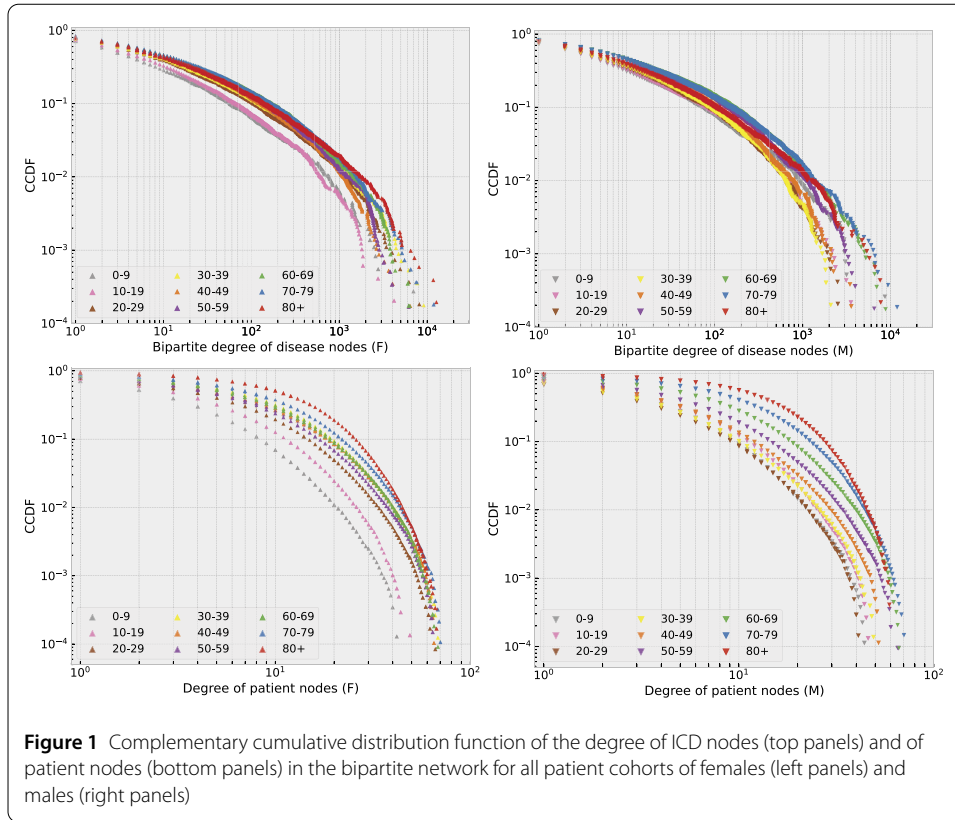 10^0
10^-1
10^-2
10^-3
10^-4
CCDF
0-9 30-39 60-69
10-19 40-49 70-79
20-29 50-59 80+
10^0 10^1 10^2 10^3 10^4
Bipartite degree of disease nodes (F)
10^0
10^-1
10^-2
10^-3
10^-4
CCDF
0-9 30-39 60-69
10-19 40-49 70-79
20-29 50-59 80+
10^0 10^1 10^2 10^3 10^4
Bipartite degree of disease nodes (M)
10^0
10^-1
10^-2
10^-3
10^-4
CCDF
0-9 30-39 60-69
10-19 40-49 70-79
20-29 50-59 80+
10^0 10^1 10^2
Degree of patient nodes (F)
10^0
10^-1
10^-2
10^-3
10^-4
CCDF
0-9 30-39 60-69
10-19 40-49 70-79
20-29 50-59 80+
10^0 10^1 10^2
Degree of patient nodes (M)
Figure 1 Complementary cumulative distribution function of the degree of ICD nodes (top panels) and of
patient nodes (bottom panels) in the bipartite network for all patient cohorts of females (left panels) and
males (right panels)